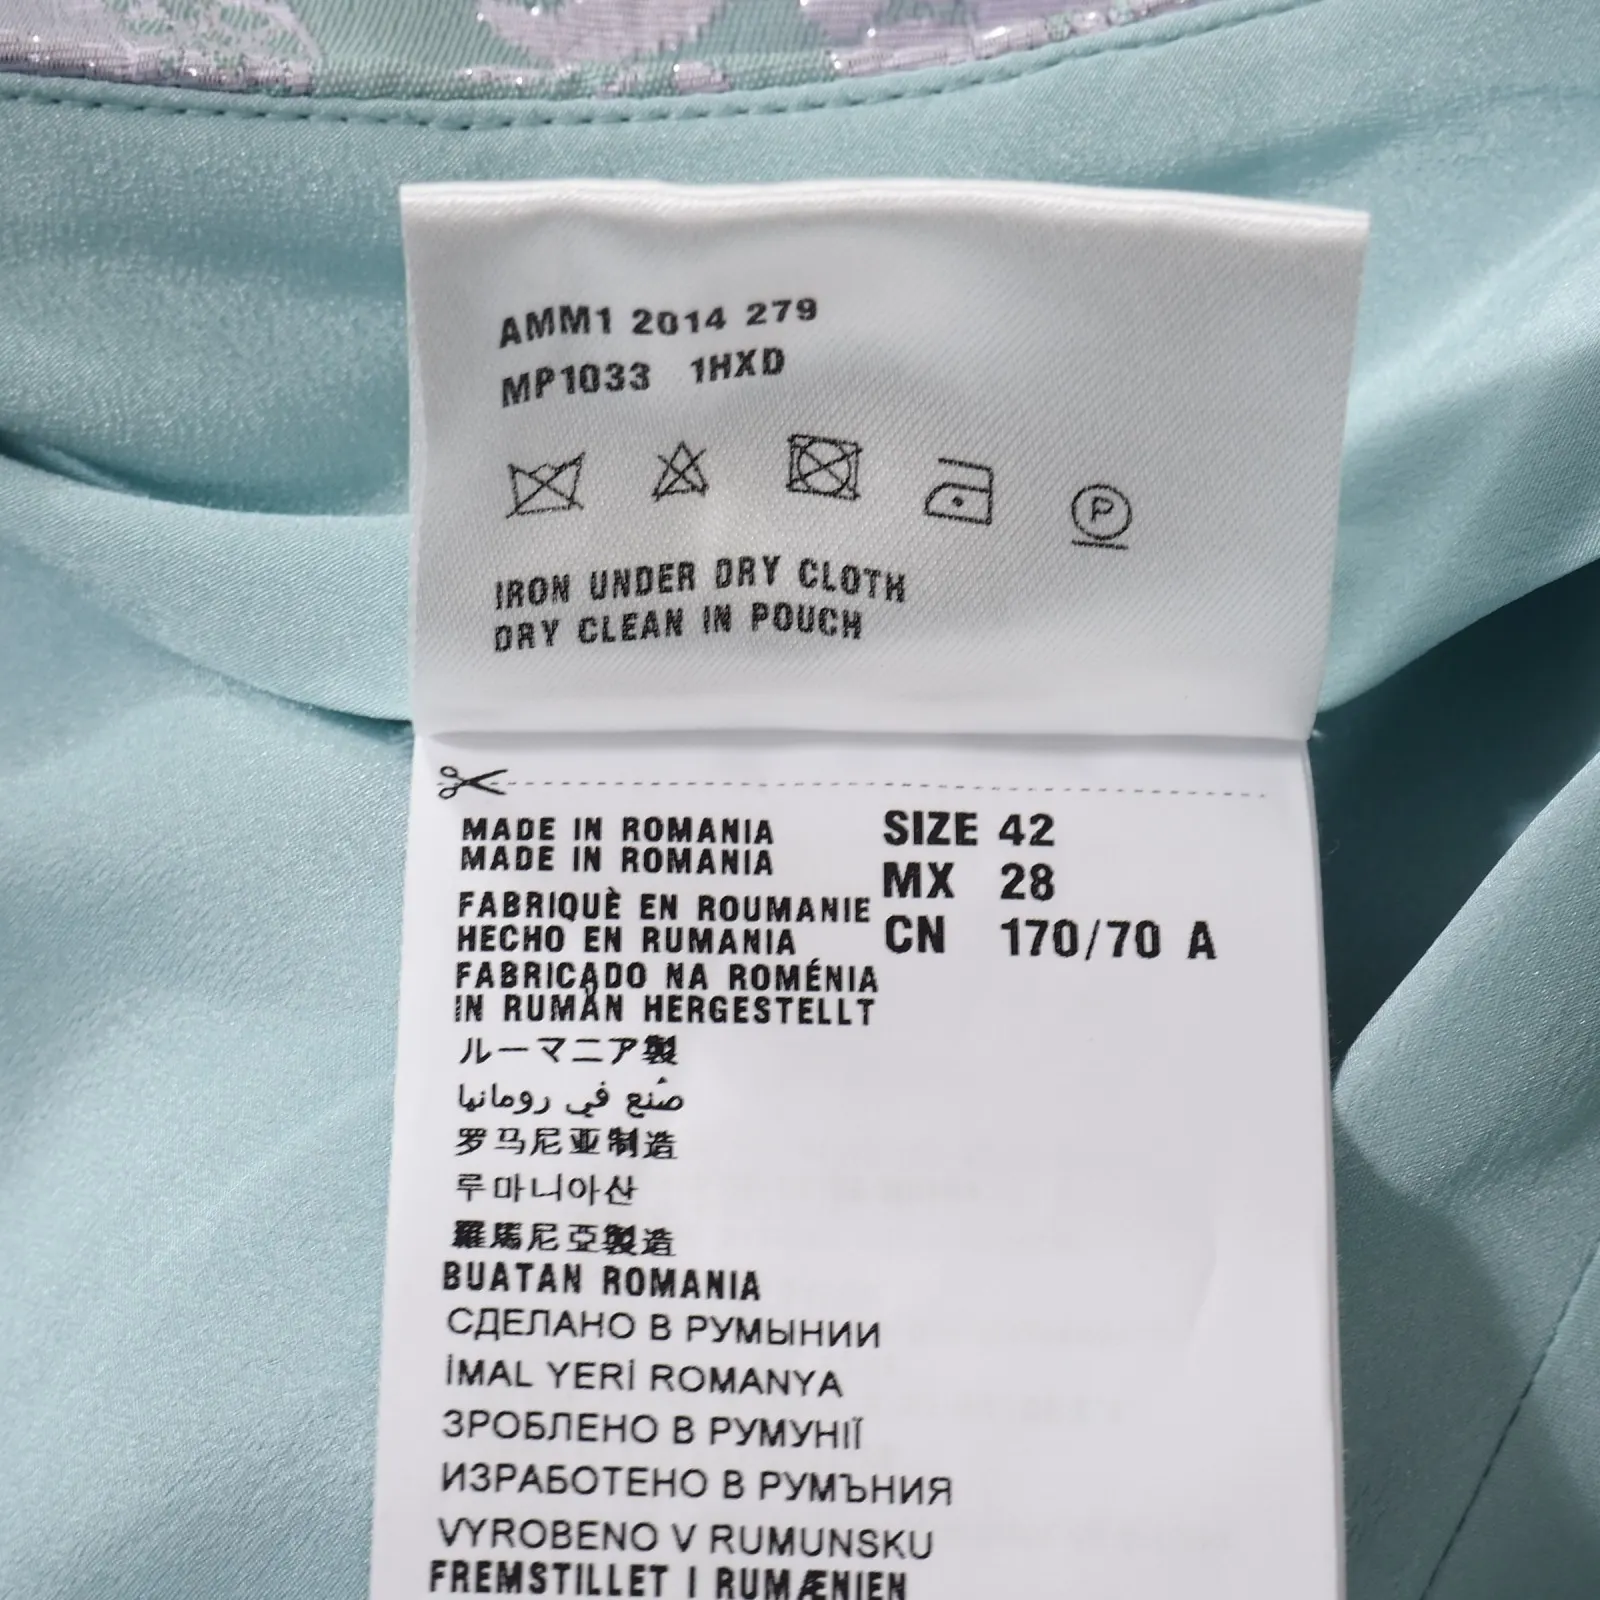 AMM1 2014 279
MP1033 1HXD
P
IRON UNDER DRY CLOTH
DRY CLEAN IN POUCH
MADE IN ROMANIA
MADE IN ROMANIA
FABRIQUÈ EN ROUMANIE
HECHO EN RUMANIA
FABRICADO NA ROMÉNIA
IN RUMÄN HERGESTELLT
ルーマニア製
صُنع في رومانيا
罗马尼亚制造
루마니아산
羅馬尼亞製造
BUATAN ROMANIA
СДЕЛАНО В РУМЫНИИ
İMAL YERİ ROMANYA
ЗРОБЛЕНО В РУМУНІЇ
ИЗРАБОТЕНО В РУМЪНИЯ
VYROBENO V RUMUNSKU
FREMSTILLET I RUMÆNIEN
SIZE 42
MX 28
CN 170/70 A